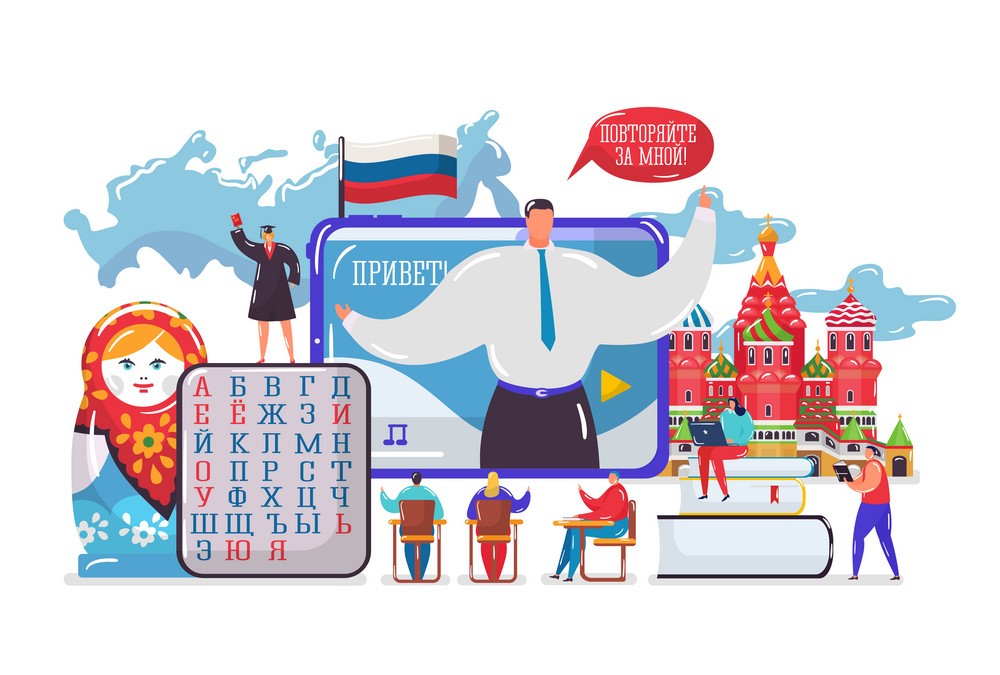 ПОВТОРЯЙТЕ
ЗА МНОЙ!
ПРИВЕТ!
А Б В Г Д
Е Ё Ж З И
Й К Л М Н
О П Р С Т
У Ф Х Ц Ч
Ш Щ Ъ Ы Ь
Э Ю Я